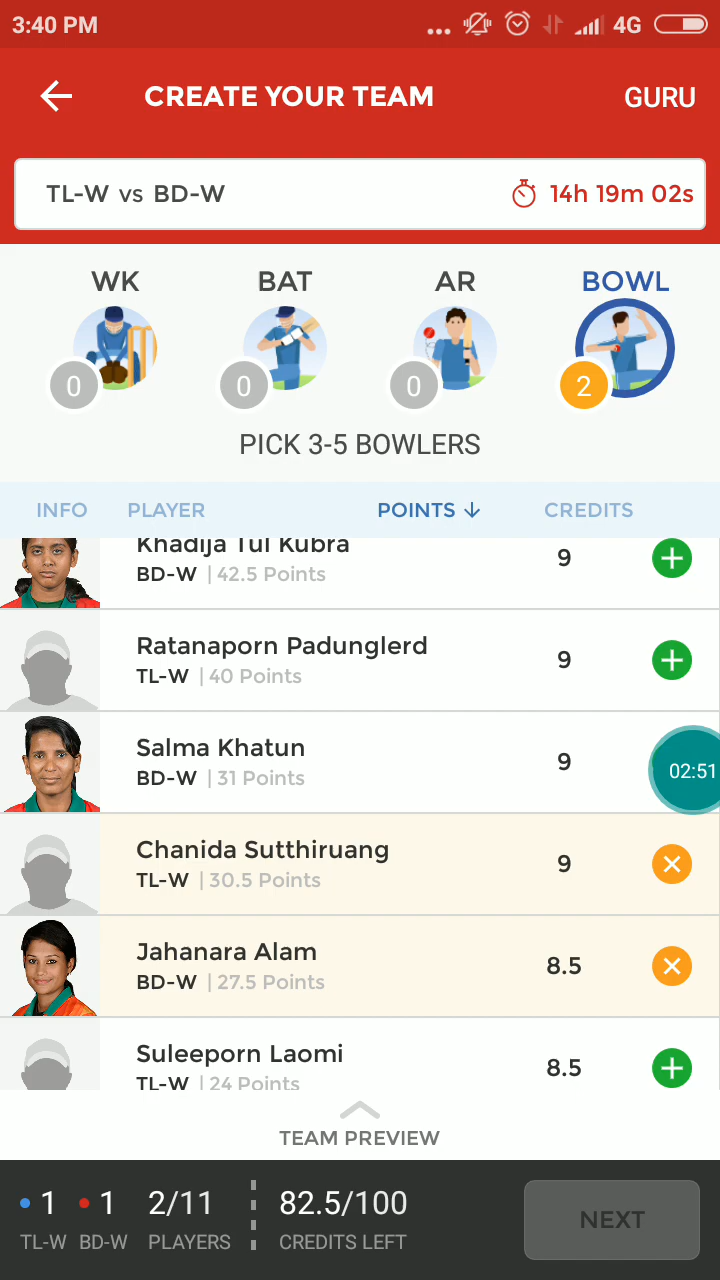 3:40 PM ... 4G
CREATE YOUR TEAM GURU
TL-W vs BD-W 14h 19m 02s
WK BAT AR BOWL
0 0 0 2
PICK 3-5 BOWLERS
INFO PLAYER POINTS ↓ CREDITS
Khadija Tul Kubra
BD-W | 42.5 Points 9
Ratanaporn Padunglerd
TL-W | 40 Points 9
Salma Khatun
BD-W | 31 Points 9
02:51
Chanida Sutthiruang
TL-W | 30.5 Points 9
Jahanara Alam
BD-W | 27.5 Points 8.5
Suleeporn Laomi
TL-W | 24 Points 8.5
TEAM PREVIEW
1 1 2/11 82.5/100
TL-W BD-W PLAYERS CREDITS LEFT
NEXT